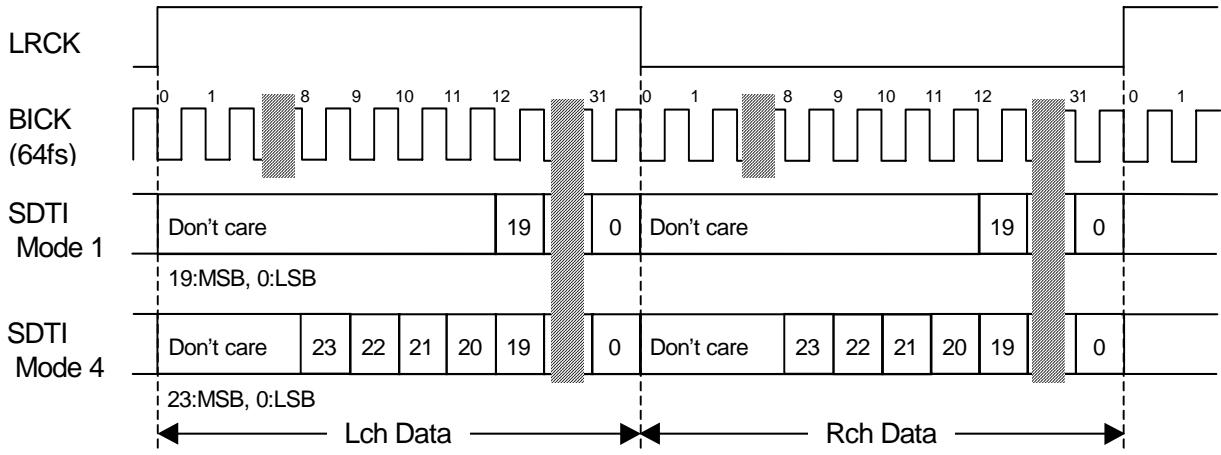 LRCK
0 1 8 9 10 11 12 31 0 1 8 9 10 11 12 31 0 1
BICK
(64fs)
SDTI
Mode 1
Don't care 19 0 Don't care 19 0
19:MSB, 0:LSB
SDTI
Mode 4
Don't care 23 22 21 20 19 0 Don't care 23 22 21 20 19 0
23:MSB, 0:LSB
Lch Data Rch Data